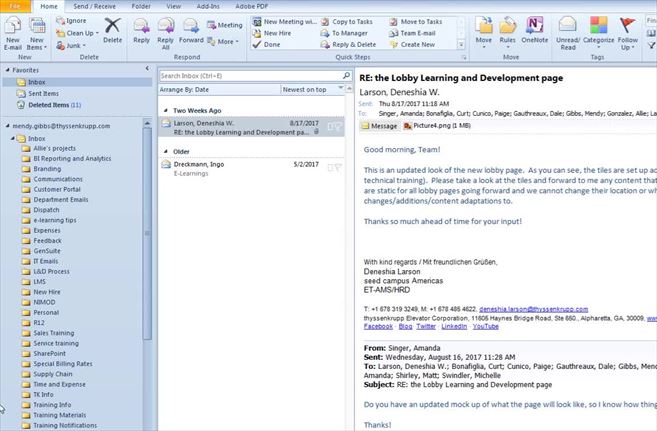 File Home Send / Receive Folder View Add-Ins Adobe PDF
New E-mail
New Items
Ignore
Clean Up
Junk
Delete
Reply
Reply All
Forward
Meeting
More
New Meeting wi...
New Hire
Done
Copy to Tasks
To Manager
Reply & Delete
Move to Tasks
Team E-mail
Create New
Move
Rules
OneNote
Unread/ Read
Categorize
Follow Up
New Delete Respond Quick Steps Move Tags
Favorites
Inbox
Sent Items
Deleted Items (11)
mendy.gibbs@thyssenkrupp.com
Inbox
Allie's projects
BI Reporting and Analytics
Branding
Communications
Customer Portal
Department Emails
Dispatch
e-learning tips
Expenses
Feedback
GenSuite
IT Emails
L&D Process
LMS
New Hire
NIMOD
Personal
R12
Sales Training
Service training
SharePoint
Special Billing Rates
Supply Chain
Time and Expense
TK Info
Training Info
Training Materials
Training Notifications
Search Inbox (Ctrl+E)
Arrange By: Date Newest on top
Two Weeks Ago
Larson, Deneshia W. 8/17/2017
RE: the Lobby Learning and Development pa...
Older
Dreckmann, Ingo 5/2/2017
E-Learnings
RE: the Lobby Learning and Development page
Larson, Deneshia W.
Sent: Thu 8/17/2017 11:18 AM
To: Singer, Amanda; Bonafiglia, Curt; Cunico, Paige; Gauthreaux, Dale; Gibbs, Mendy; Gonzalez, Allie; La
Message Picture4.png (1 MB)
Good morning, Team!
This is an updated look of the new lobby page. As you can see, the tiles are set up ac
technical training). Please take a look at the tiles and forward to me any content that
are static for all lobby pages going forward and we cannot change their location or wh
changes/additions/content adaptations to.
Thanks so much ahead of time for your input!
With kind regards / Mit freundlichen Grüßen,
Deneshia Larson
seed campus Americas
ET-AMS/HRD
T: +1 678 319 3249, M: +1 678 485 4622, deneshia.larson@thyssenkrupp.com
thyssenkrupp Elevator Corporation, 11605 Haynes Bridge Road, Ste 650., Alpharetta, GA, 30009, ww
Facebook · Blog Twitter · LinkedIn · YouTube
From: Singer, Amanda
Sent: Wednesday, August 16, 2017 11:28 AM
To: Larson, Deneshia W.; Bonafiglia, Curt; Cunico, Paige; Gauthreaux, Dale; Gibbs, Mend
Amanda; Shirley, Matt; Swindler, Michelle
Subject: RE: the Lobby Learning and Development page
Do you have an updated mock up of what the page will look like, so I know how thing
Thanks!